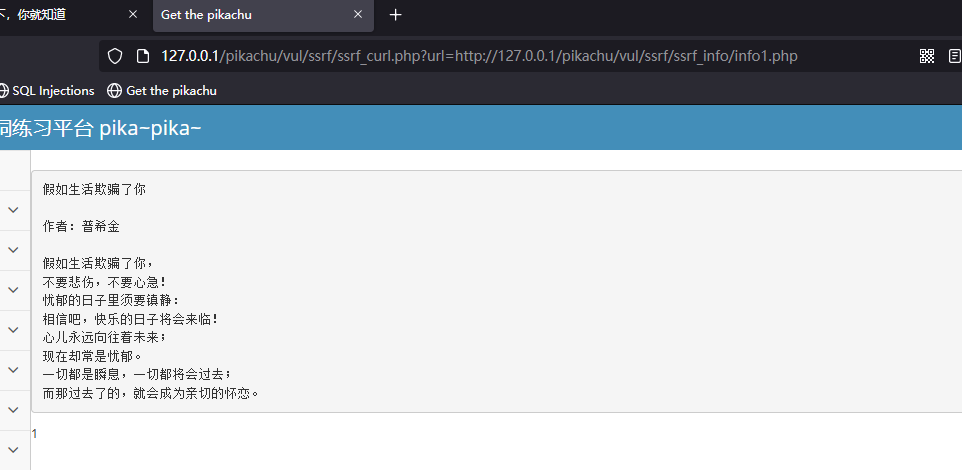 下，你就知道
Get the pikachu
127.0.0.1/pikachu/vul/ssrf/ssrf_curl.php?url=http://127.0.0.1/pikachu/vul/ssrf/ssrf_info/info1.php
SQL Injections Get the pikachu
练习平台 pika~pika~
假如生活欺骗了你
作者：普希金
假如生活欺骗了你，
不要悲伤，不要心急！
忧郁的日子里须要镇静：
相信吧，快乐的日子将会来临！
心儿永远向往着未来；
现在却常是忧郁。
一切都是瞬息，一切都将会过去；
而那过去了的，就会成为亲切的怀恋。
1